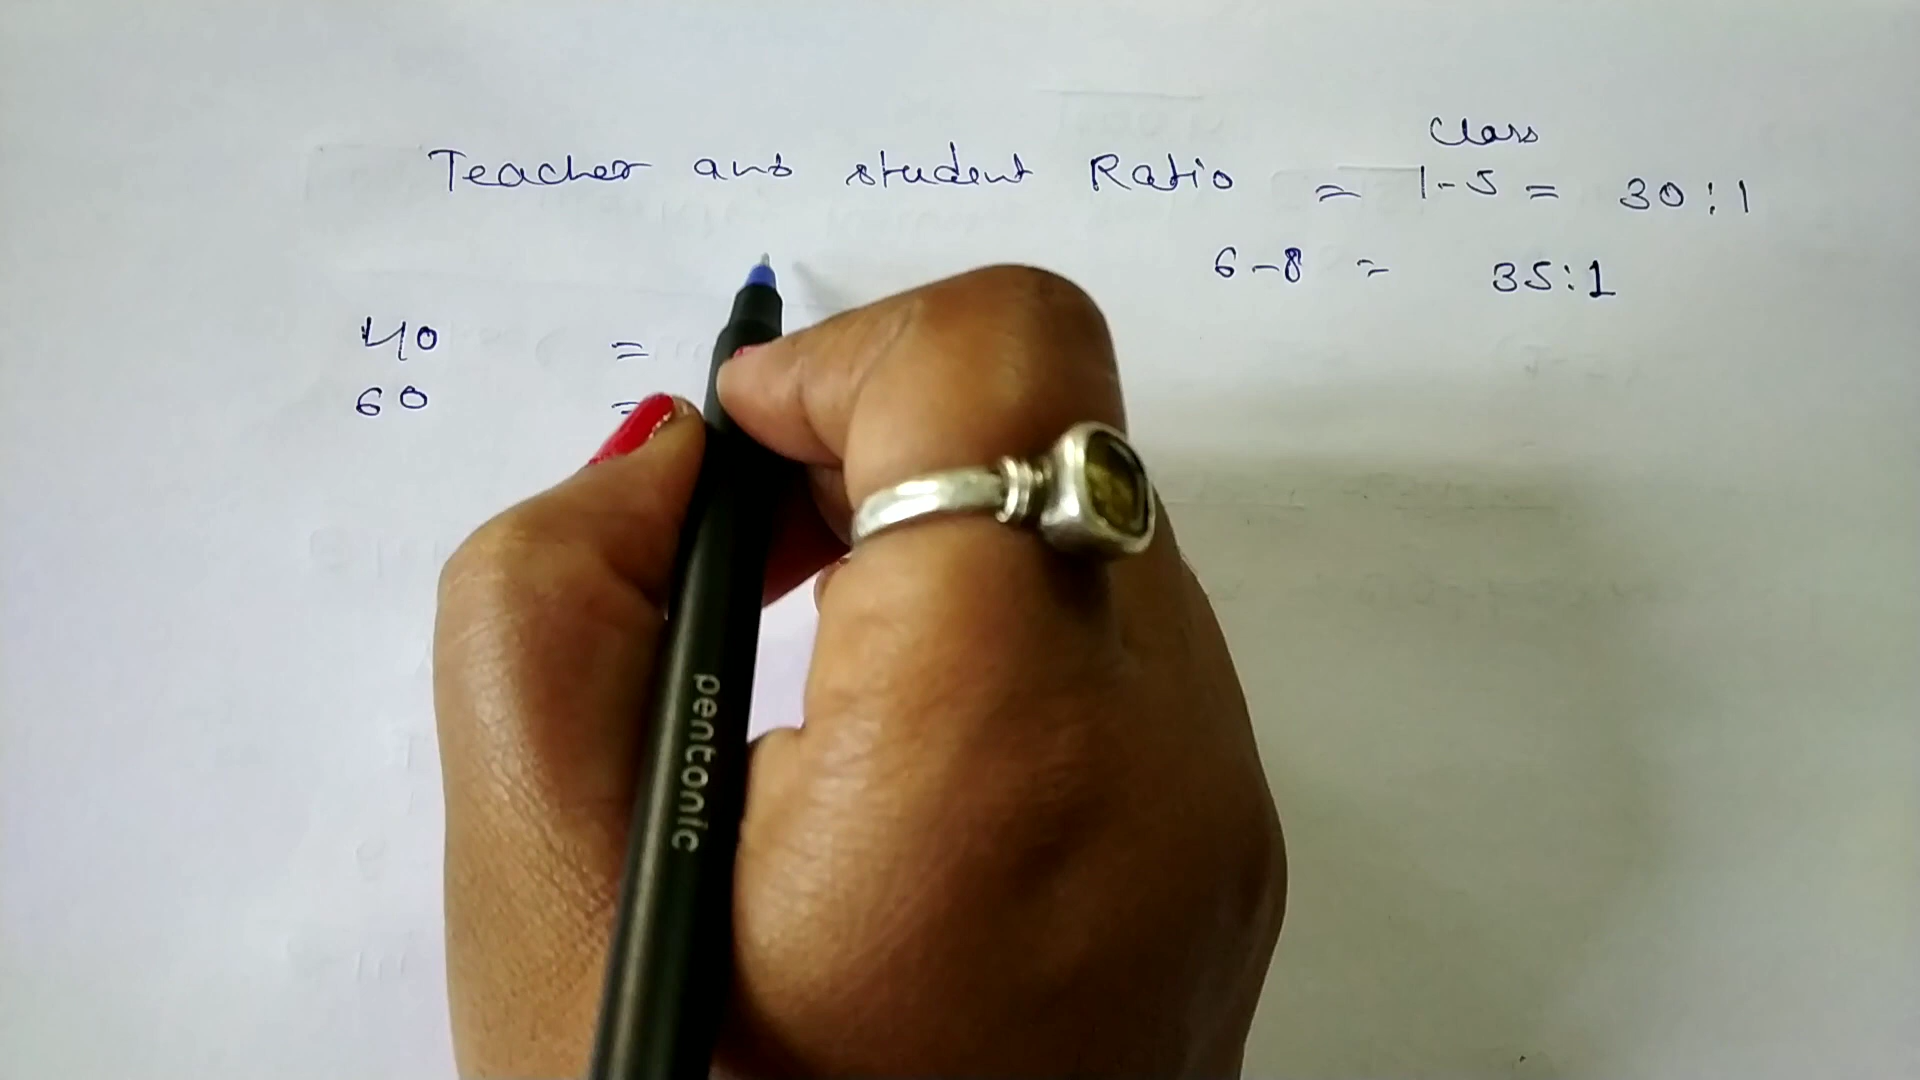 Class
Teacher and student Ratio = 1-5 = 30:1
6-8 = 35:1
40 =
60 =
pentonic